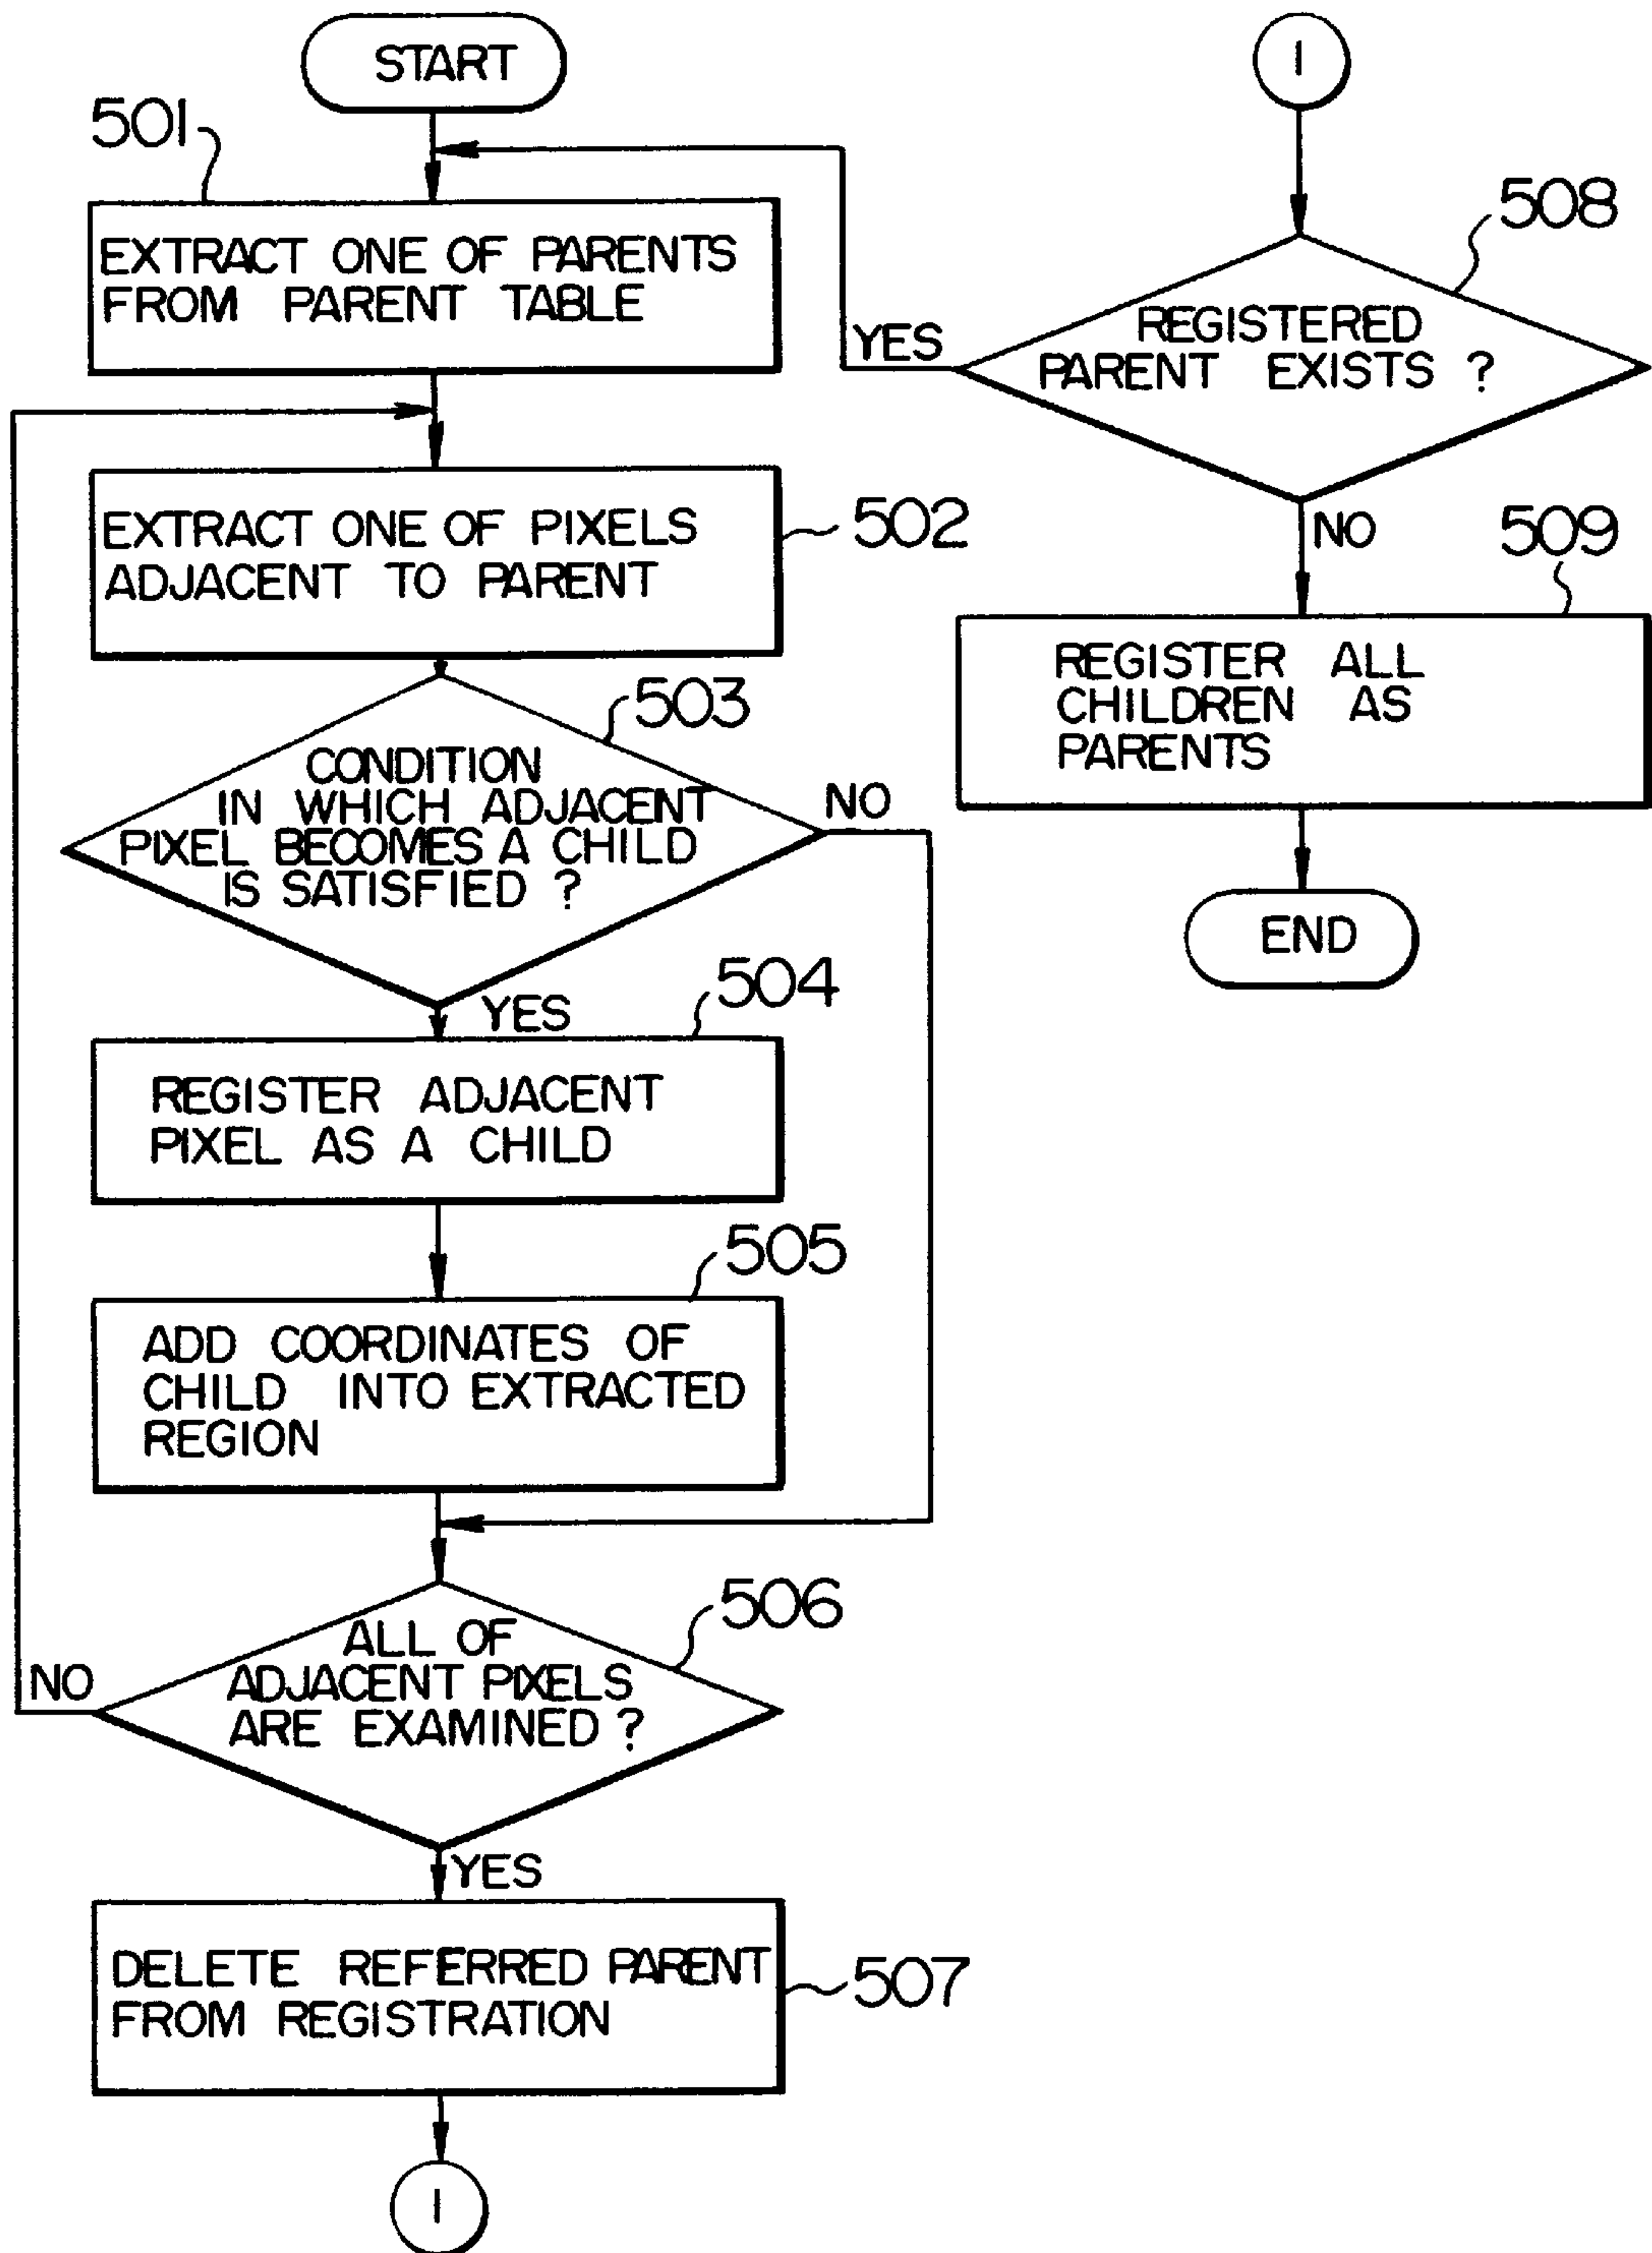 START
501
EXTRACT ONE OF PARENTS
FROM PARENT TABLE
EXTRACT ONE OF PIXELS
ADJACENT TO PARENT
502
503
CONDITION
IN WHICH ADJACENT
PIXEL BECOMES A CHILD
IS SATISFIED ?
NO
YES
504
REGISTER ADJACENT
PIXEL AS A CHILD
505
ADD COORDINATES OF
CHILD INTO EXTRACTED
REGION
506
ALL OF
ADJACENT PIXELS
ARE EXAMINED ?
NO
YES
DELETE REFERRED PARENT
FROM REGISTRATION
507
1
1
508
REGISTERED
PARENT EXISTS ?
YES
NO
509
REGISTER ALL
CHILDREN AS
PARENTS
END